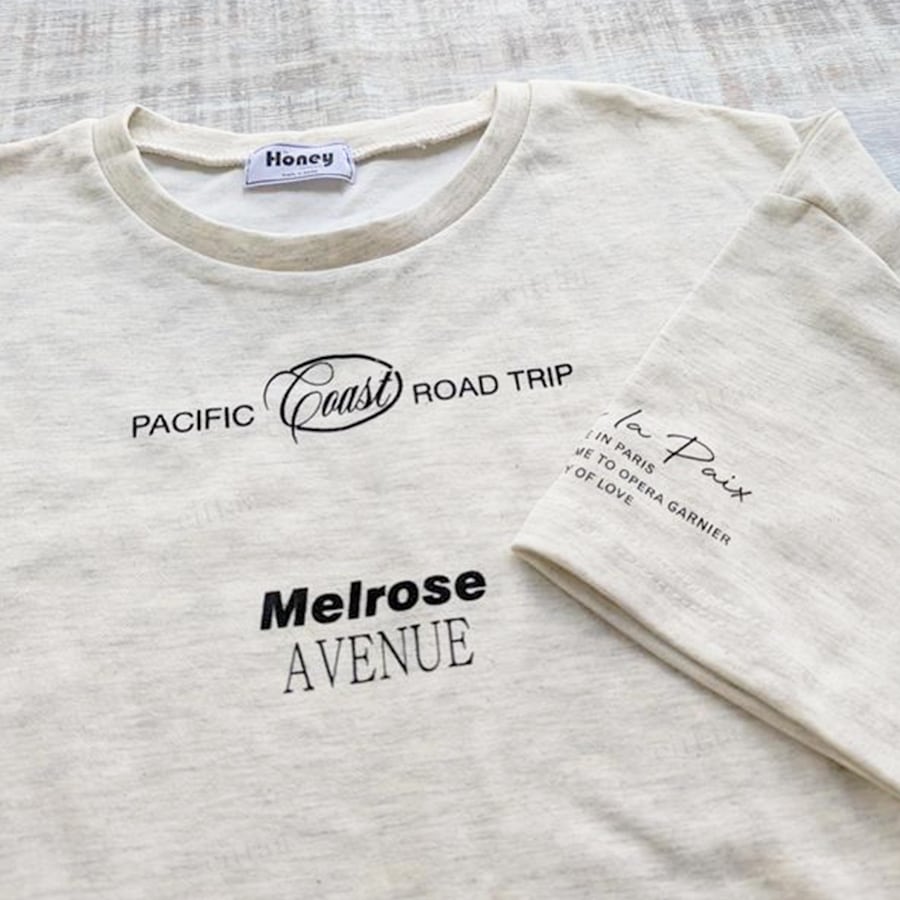 Honey
PACIFIC Coast ROAD TRIP
la Paix
IN PARIS
ME TO OPERA GARNIER
Y OF LOVE
Melrose
AVENUE